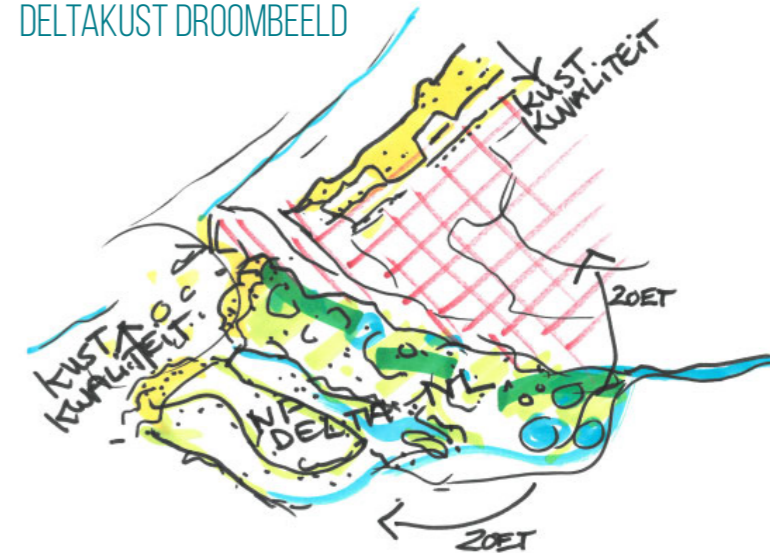 DELTAKUST DROOMBEELD
KUST
KWALITEIT
ZOET
KUST
KWALITEIT
NP
DELTA
ZOET